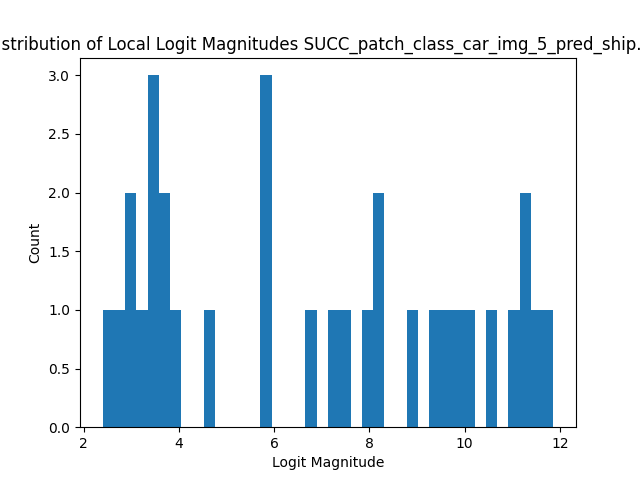 stribution of Local Logit Magnitudes SUCC_patch_class_car_img_5_pred_ship.
3.0
2.5
2.0
1.5
1.0
0.5
0.0
Count
2 4 6 8 10 12
Logit Magnitude